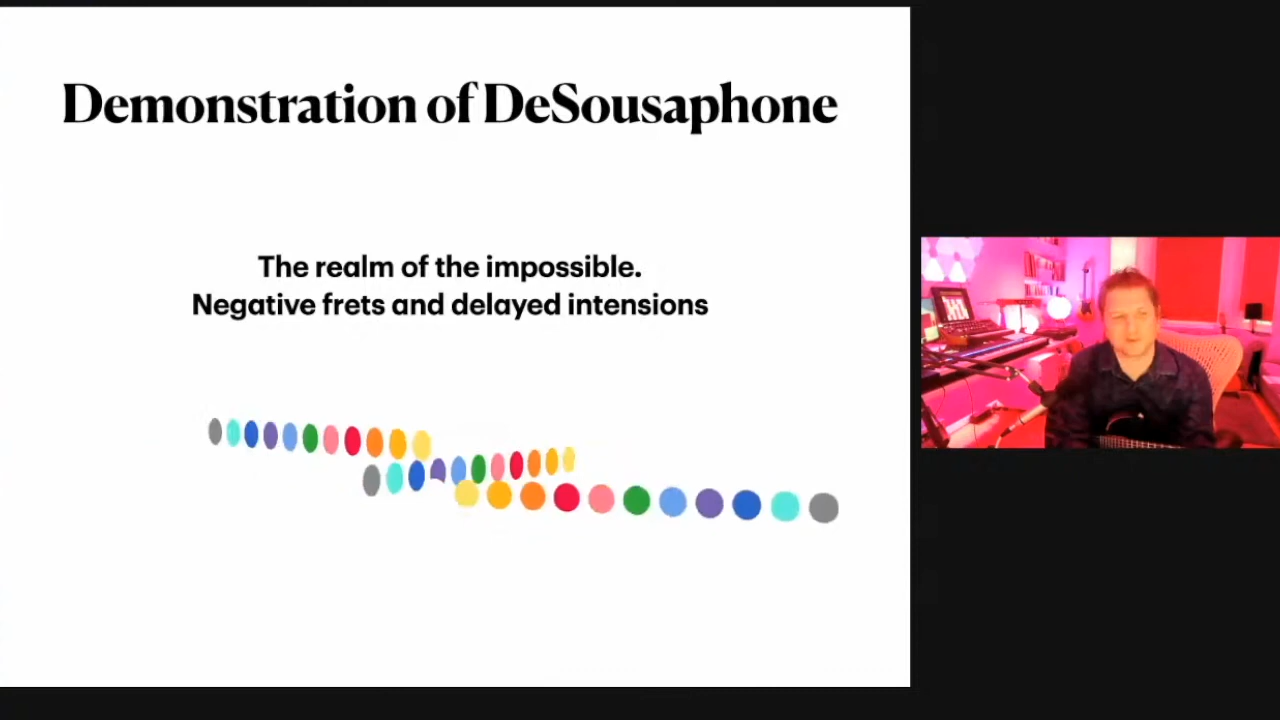 Demonstration of DeSousaphone
The realm of the impossible.
Negative frets and delayed intensions